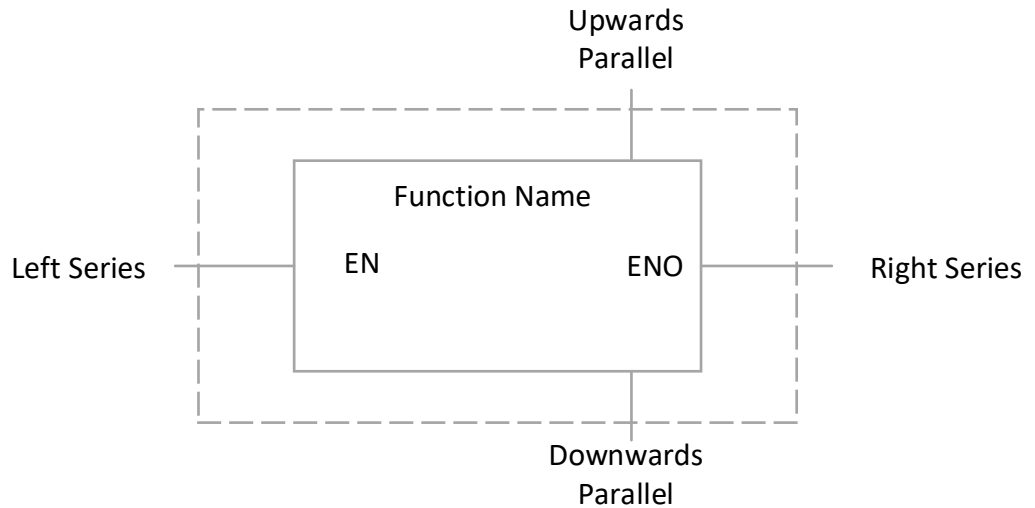 Upwards
Parallel
Function Name
Left Series
EN
ENO
Right Series
Downwards
Parallel